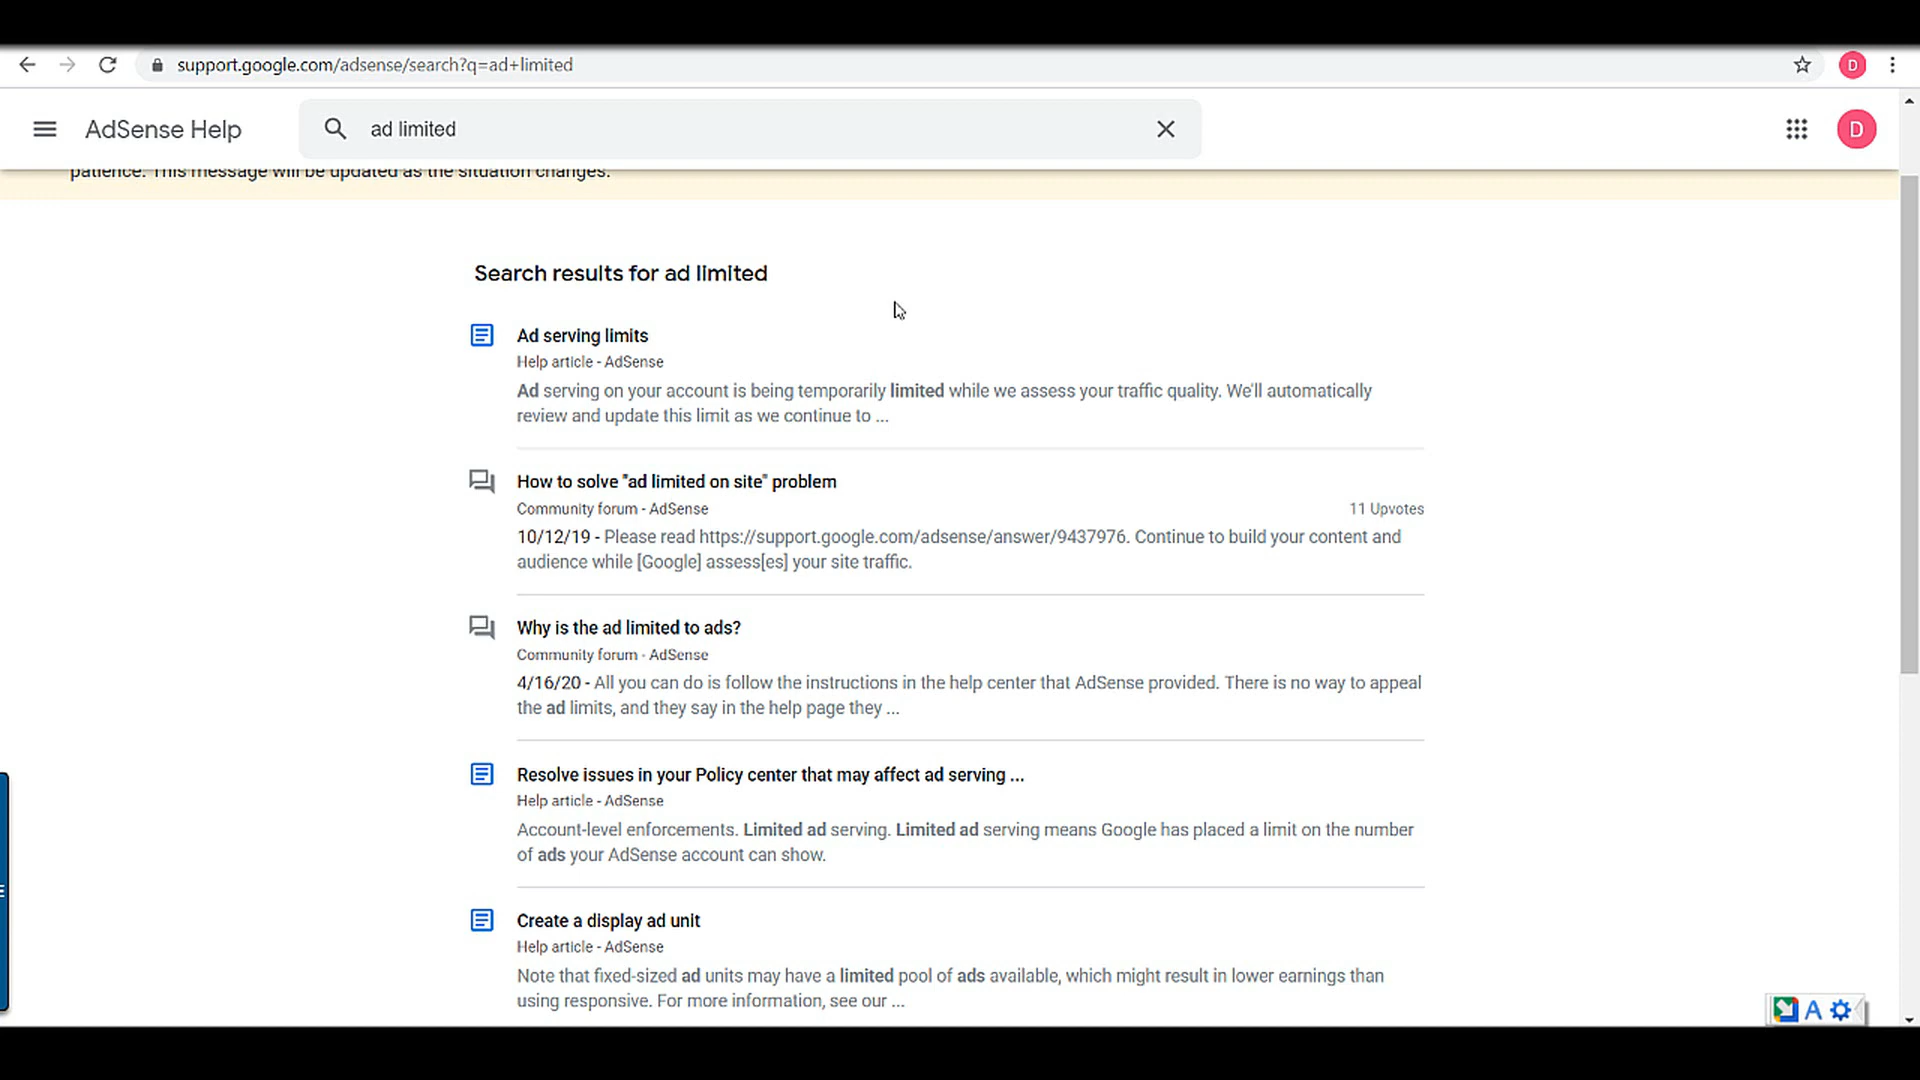 support.google.com/adsense/search?q=ad+limited
D
AdSense Help
ad limited
D
patience. This message will be updated as the situation changes.
Search results for ad limited
Ad serving limits
Help article - AdSense
Ad serving on your account is being temporarily limited while we assess your traffic quality. We'll automatically
review and update this limit as we continue to ...
How to solve "ad limited on site" problem
Community forum - AdSense
11 Upvotes
10/12/19 - Please read https://support.google.com/adsense/answer/9437976. Continue to build your content and
audience while [Google] assess[es] your site traffic.
Why is the ad limited to ads?
Community forum - AdSense
4/16/20 - All you can do is follow the instructions in the help center that AdSense provided. There is no way to appeal
the ad limits, and they say in the help page they ...
Resolve issues in your Policy center that may affect ad serving ...
Help article - AdSense
Account-level enforcements. Limited ad serving. Limited ad serving means Google has placed a limit on the number
of ads your AdSense account can show.
E
Create a display ad unit
Help article - AdSense
Note that fixed-sized ad units may have a limited pool of ads available, which might result in lower earnings than
using responsive. For more information, see our ...
A